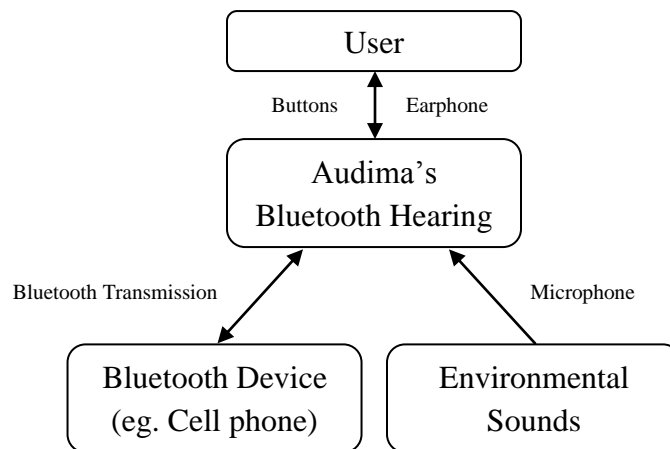 User
Buttons
Earphone
Audima’s
Bluetooth Hearing
Bluetooth Transmission
Microphone
Bluetooth Device
(eg. Cell phone)
Environmental
Sounds